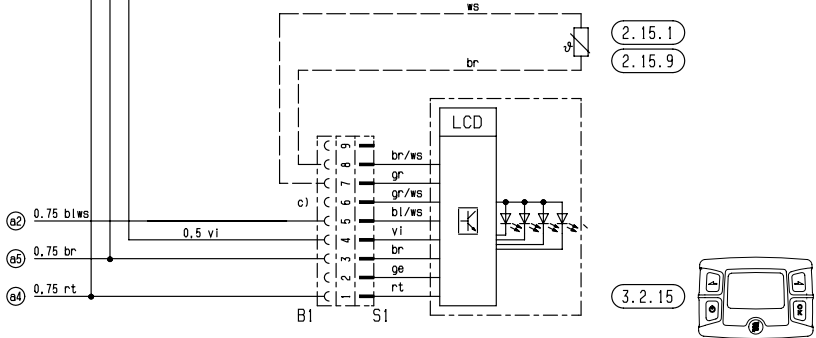 ws
2.15.1
ϑ
2.15.9
br
LCD
9
8 br/ws
7 gr
c) 6 gr/ws
a2 0.75 blws 5 bl/ws
0,5 vi 4 vi
a5 0,75 br 3 br
2 ge
a4 0,75 rt 1 rt
3.2.15
B1 S1
OK